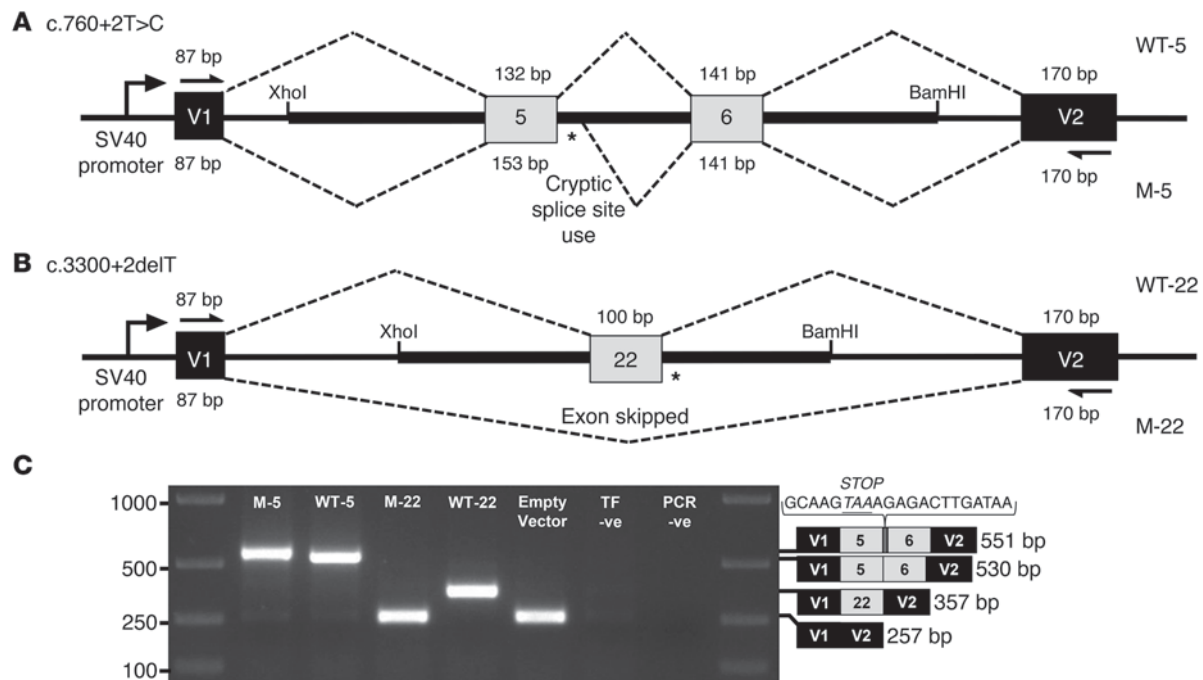 A c.760+2T>C
WT-5
87 bp
132 bp
141 bp
170 bp
XhoI
BamHI
V1
5
6
V2
*
SV40
promoter
87 bp
153 bp
141 bp
170 bp
Cryptic
splice site
use
M-5
B c.3300+2delT
WT-22
87 bp
100 bp
170 bp
XhoI
BamHI
V1
22
V2
*
SV40
promoter
87 bp
Exon skipped
170 bp
M-22
C
M-5 WT-5 M-22 WT-22 Empty Vector TF -ve PCR -ve
1000
500
250
100
STOP
GCAAGTAAAGAGACTTGATAA
V1 5 6 V2 551 bp
V1 5 6 V2 530 bp
V1 22 V2 357 bp
V1 V2 257 bp